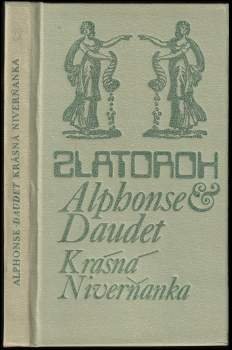 ALPHONSE DAUDET KRÁSNÁ NIVERŇANKA
ZLATOROH
Alphonse &
Daudet
Krásná
Niverňanka